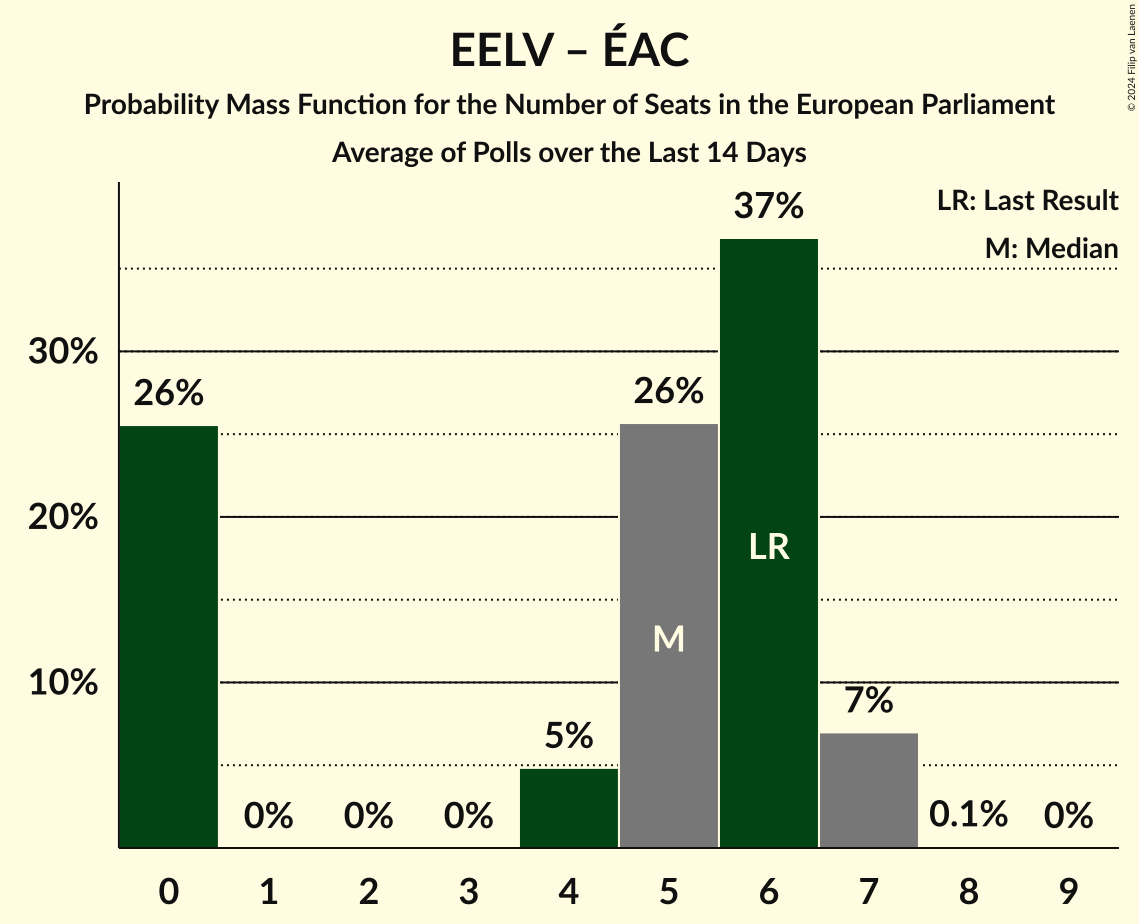 EELV – ÉAC
Probability Mass Function for the Number of Seats in the European Parliament
Average of Polls over the Last 14 Days
© 2024 Filip van Laenen
LR: Last Result
M: Median
30%
20%
10%
26%
0%
0%
0%
5%
26%
37%
7%
0.1%
0%
M
LR
0
1
2
3
4
5
6
7
8
9